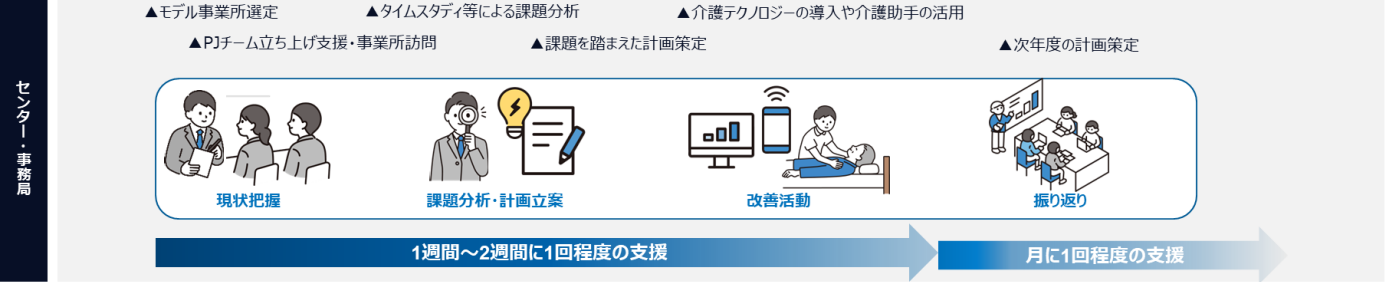 ▲モデル事業所選定
▲タイムスタディ等による課題分析
▲介護テクノロジーの導入や介護助手の活用
▲PJチーム立ち上げ支援・事業所訪問
▲課題を踏まえた計画策定
▲次年度の計画策定
センター・事務局
現状把握
課題分析・計画立案
改善活動
振り返り
1週間～2週間に1回程度の支援
月に1回程度の支援